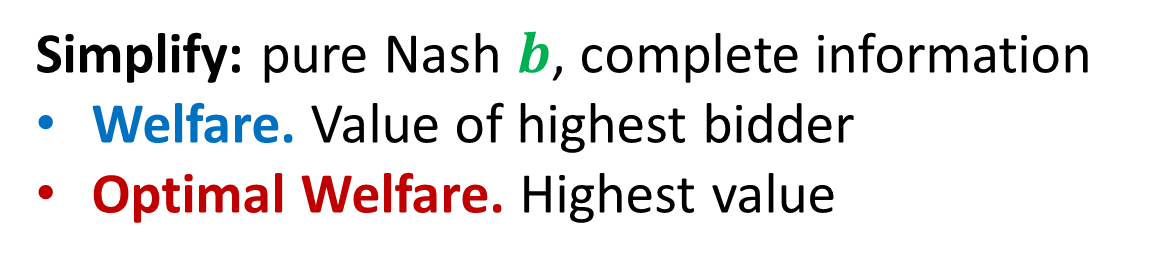 Simplify: pure Nash b, complete information
• Welfare. Value of highest bidder
• Optimal Welfare. Highest value